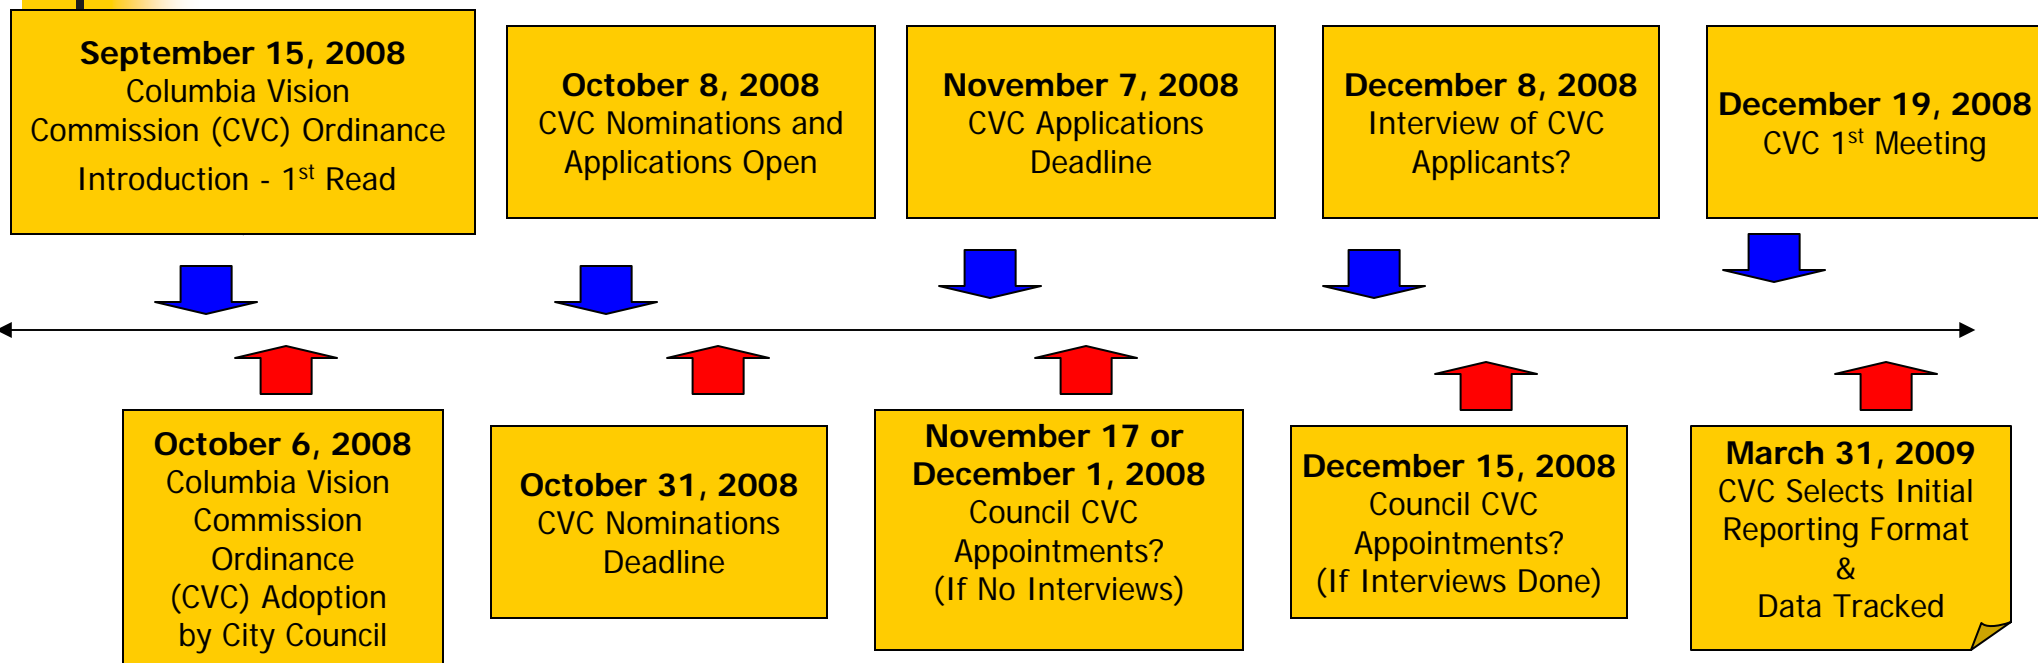 September 15, 2008
Columbia Vision
Commission (CVC) Ordinance
Introduction - 1st Read
October 8, 2008
CVC Nominations and
Applications Open
November 7, 2008
CVC Applications
Deadline
December 8, 2008
Interview of CVC
Applicants?
December 19, 2008
CVC 1st Meeting
October 6, 2008
Columbia Vision
Commission
Ordinance
(CVC) Adoption
by City Council
October 31, 2008
CVC Nominations
Deadline
November 17 or
December 1, 2008
Council CVC
Appointments?
(If No Interviews)
December 15, 2008
Council CVC
Appointments?
(If Interviews Done)
March 31, 2009
CVC Selects Initial
Reporting Format
&
Data Tracked